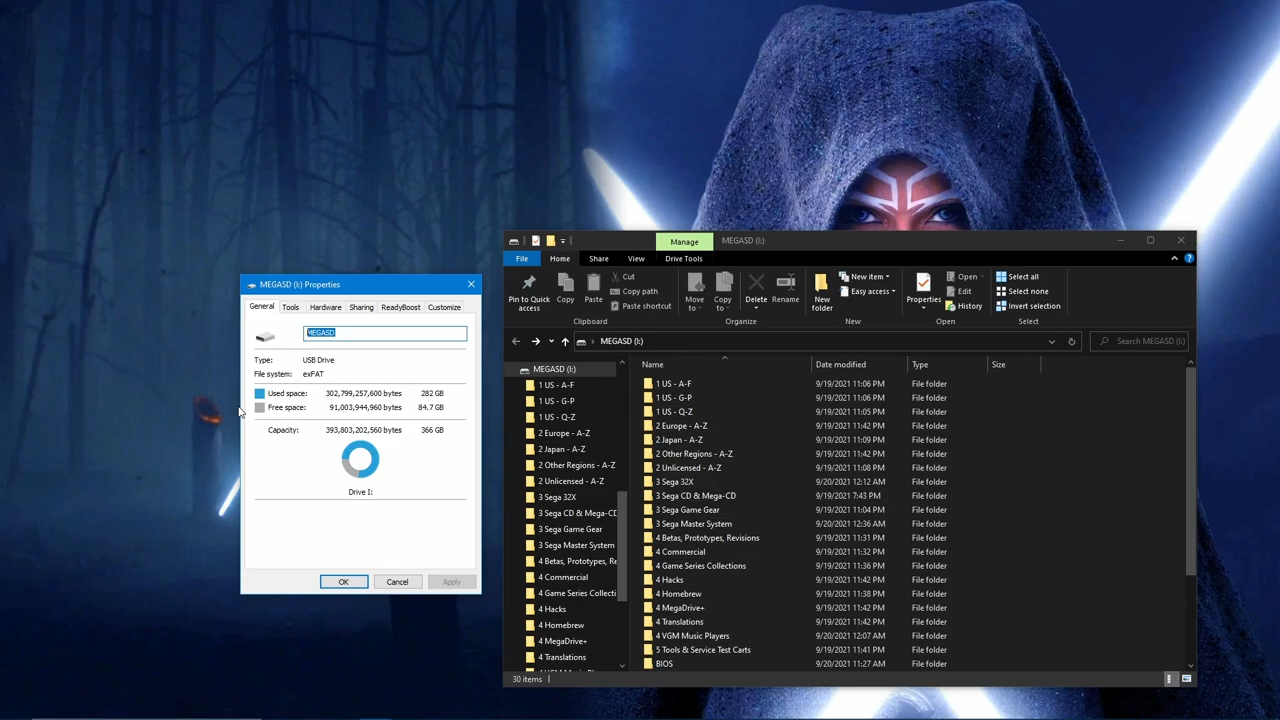 MEGASD (I:) Properties
General Tools Hardware Sharing ReadyBoost Customize
MEGASD
Type: USB Drive
File system: exFAT
Used space: 302,799,257,600 bytes 282 GB
Free space: 91,003,944,960 bytes 84.7 GB
Capacity: 393,803,202,560 bytes 366 GB
Drive I:
OK Cancel Apply
Manage MEGASD (I:)
File Home Share View Drive Tools
Pin to Quick access
Copy
Paste
Cut
Copy path
Paste shortcut
Clipboard
Move to
Copy to
Delete
Rename
Organize
New folder
New item
Easy access
New
Properties
Open
Edit
History
Open
Select all
Select none
Invert selection
Select
MEGASD (I:)
Search MEGASD (I:)
MEGASD (I:)
1 US - A-F
1 US - G-P
1 US - Q-Z
2 Europe - A-Z
2 Japan - A-Z
2 Other Regions - A-Z
2 Unlicensed - A-Z
3 Sega 32X
3 Sega CD & Mega-CD
3 Sega Game Gear
3 Sega Master System
4 Betas, Prototypes, Re
4 Commercial
4 Game Series Collecti
4 Hacks
4 Homebrew
4 MegaDrive+
4 Translations
Name Date modified Type Size
1 US - A-F 9/19/2021 11:06 PM File folder
1 US - G-P 9/19/2021 11:06 PM File folder
1 US - Q-Z 9/19/2021 11:05 PM File folder
2 Europe - A-Z 9/19/2021 11:42 PM File folder
2 Japan - A-Z 9/19/2021 11:09 PM File folder
2 Other Regions - A-Z 9/19/2021 11:42 PM File folder
2 Unlicensed - A-Z 9/19/2021 11:08 PM File folder
3 Sega 32X 9/20/2021 12:12 AM File folder
3 Sega CD & Mega-CD 9/19/2021 7:43 PM File folder
3 Sega Game Gear 9/19/2021 11:04 PM File folder
3 Sega Master System 9/20/2021 12:36 AM File folder
4 Betas, Prototypes, Revisions 9/19/2021 11:31 PM File folder
4 Commercial 9/19/2021 11:32 PM File folder
4 Game Series Collections 9/19/2021 11:36 PM File folder
4 Hacks 9/19/2021 11:42 PM File folder
4 Homebrew 9/19/2021 11:38 PM File folder
4 MegaDrive+ 9/19/2021 11:42 PM File folder
4 Translations 9/19/2021 11:42 PM File folder
4 VGM Music Players 9/20/2021 12:07 AM File folder
5 Tools & Service Test Carts 9/19/2021 11:41 PM File folder
BIOS 9/20/2021 11:27 AM File folder
30 items